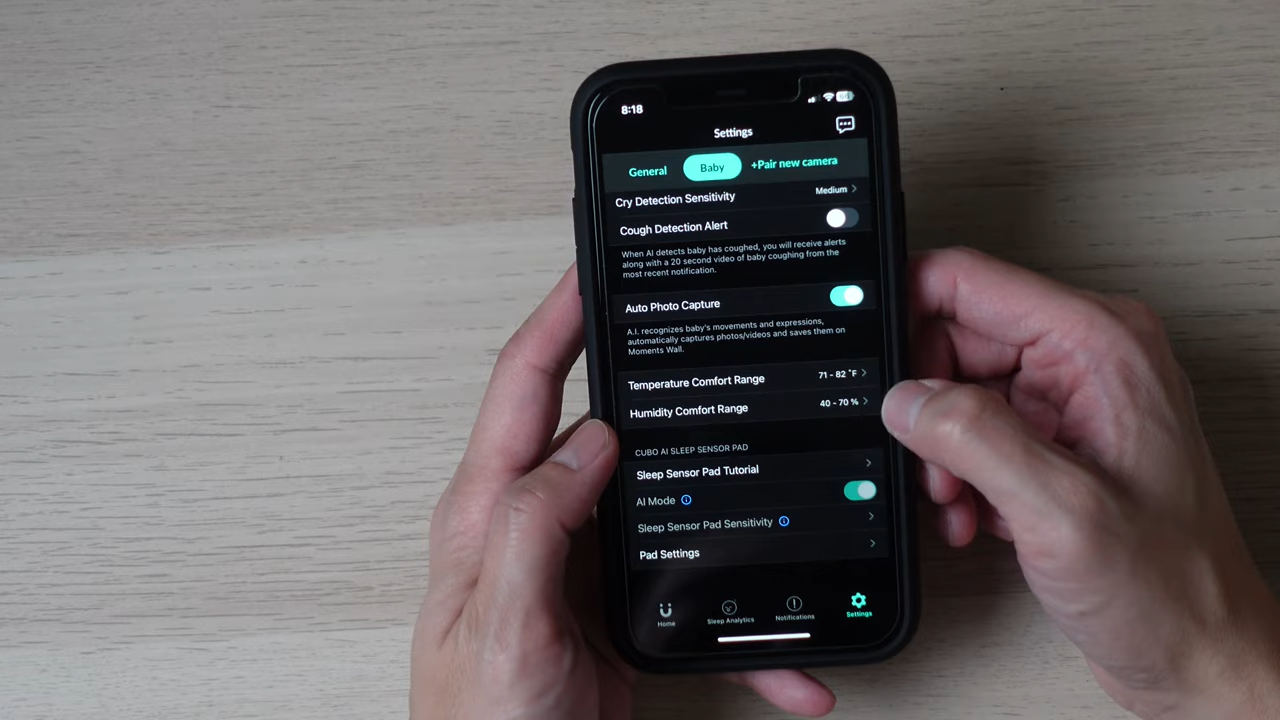 8:18
Settings
General
Baby
+Pair new camera
Cry Detection Sensitivity
Medium
Cough Detection Alert
When AI detects baby has coughed, you will receive alerts
along with a 20 second video of baby coughing from the
most recent notification.
Auto Photo Capture
A.I. recognizes baby's movements and expressions,
automatically captures photos/videos and saves them on
Moments Wall.
Temperature Comfort Range
71 - 82 °F
Humidity Comfort Range
40 - 70 %
CUBO AI SLEEP SENSOR PAD
Sleep Sensor Pad Tutorial
AI Mode
Sleep Sensor Pad Sensitivity
Pad Settings
Home
Sleep Analytics
Notifications
Settings